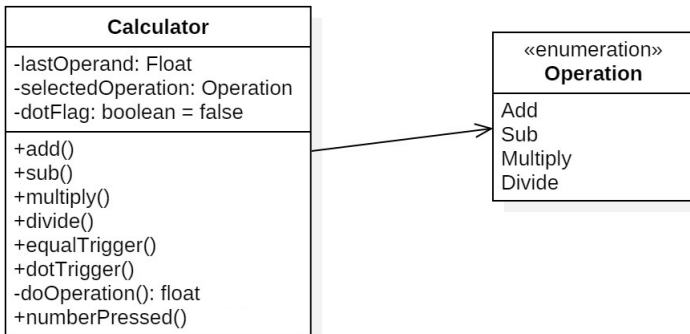 Calculator
-lastOperand: Float
-selectedOperation: Operation
-dotFlag: boolean = false
+add()
+sub()
+multiply()
+divide()
+equalTrigger()
+dotTrigger()
-doOperation(): float
+numberPressed()
«enumeration»
Operation
Add
Sub
Multiply
Divide